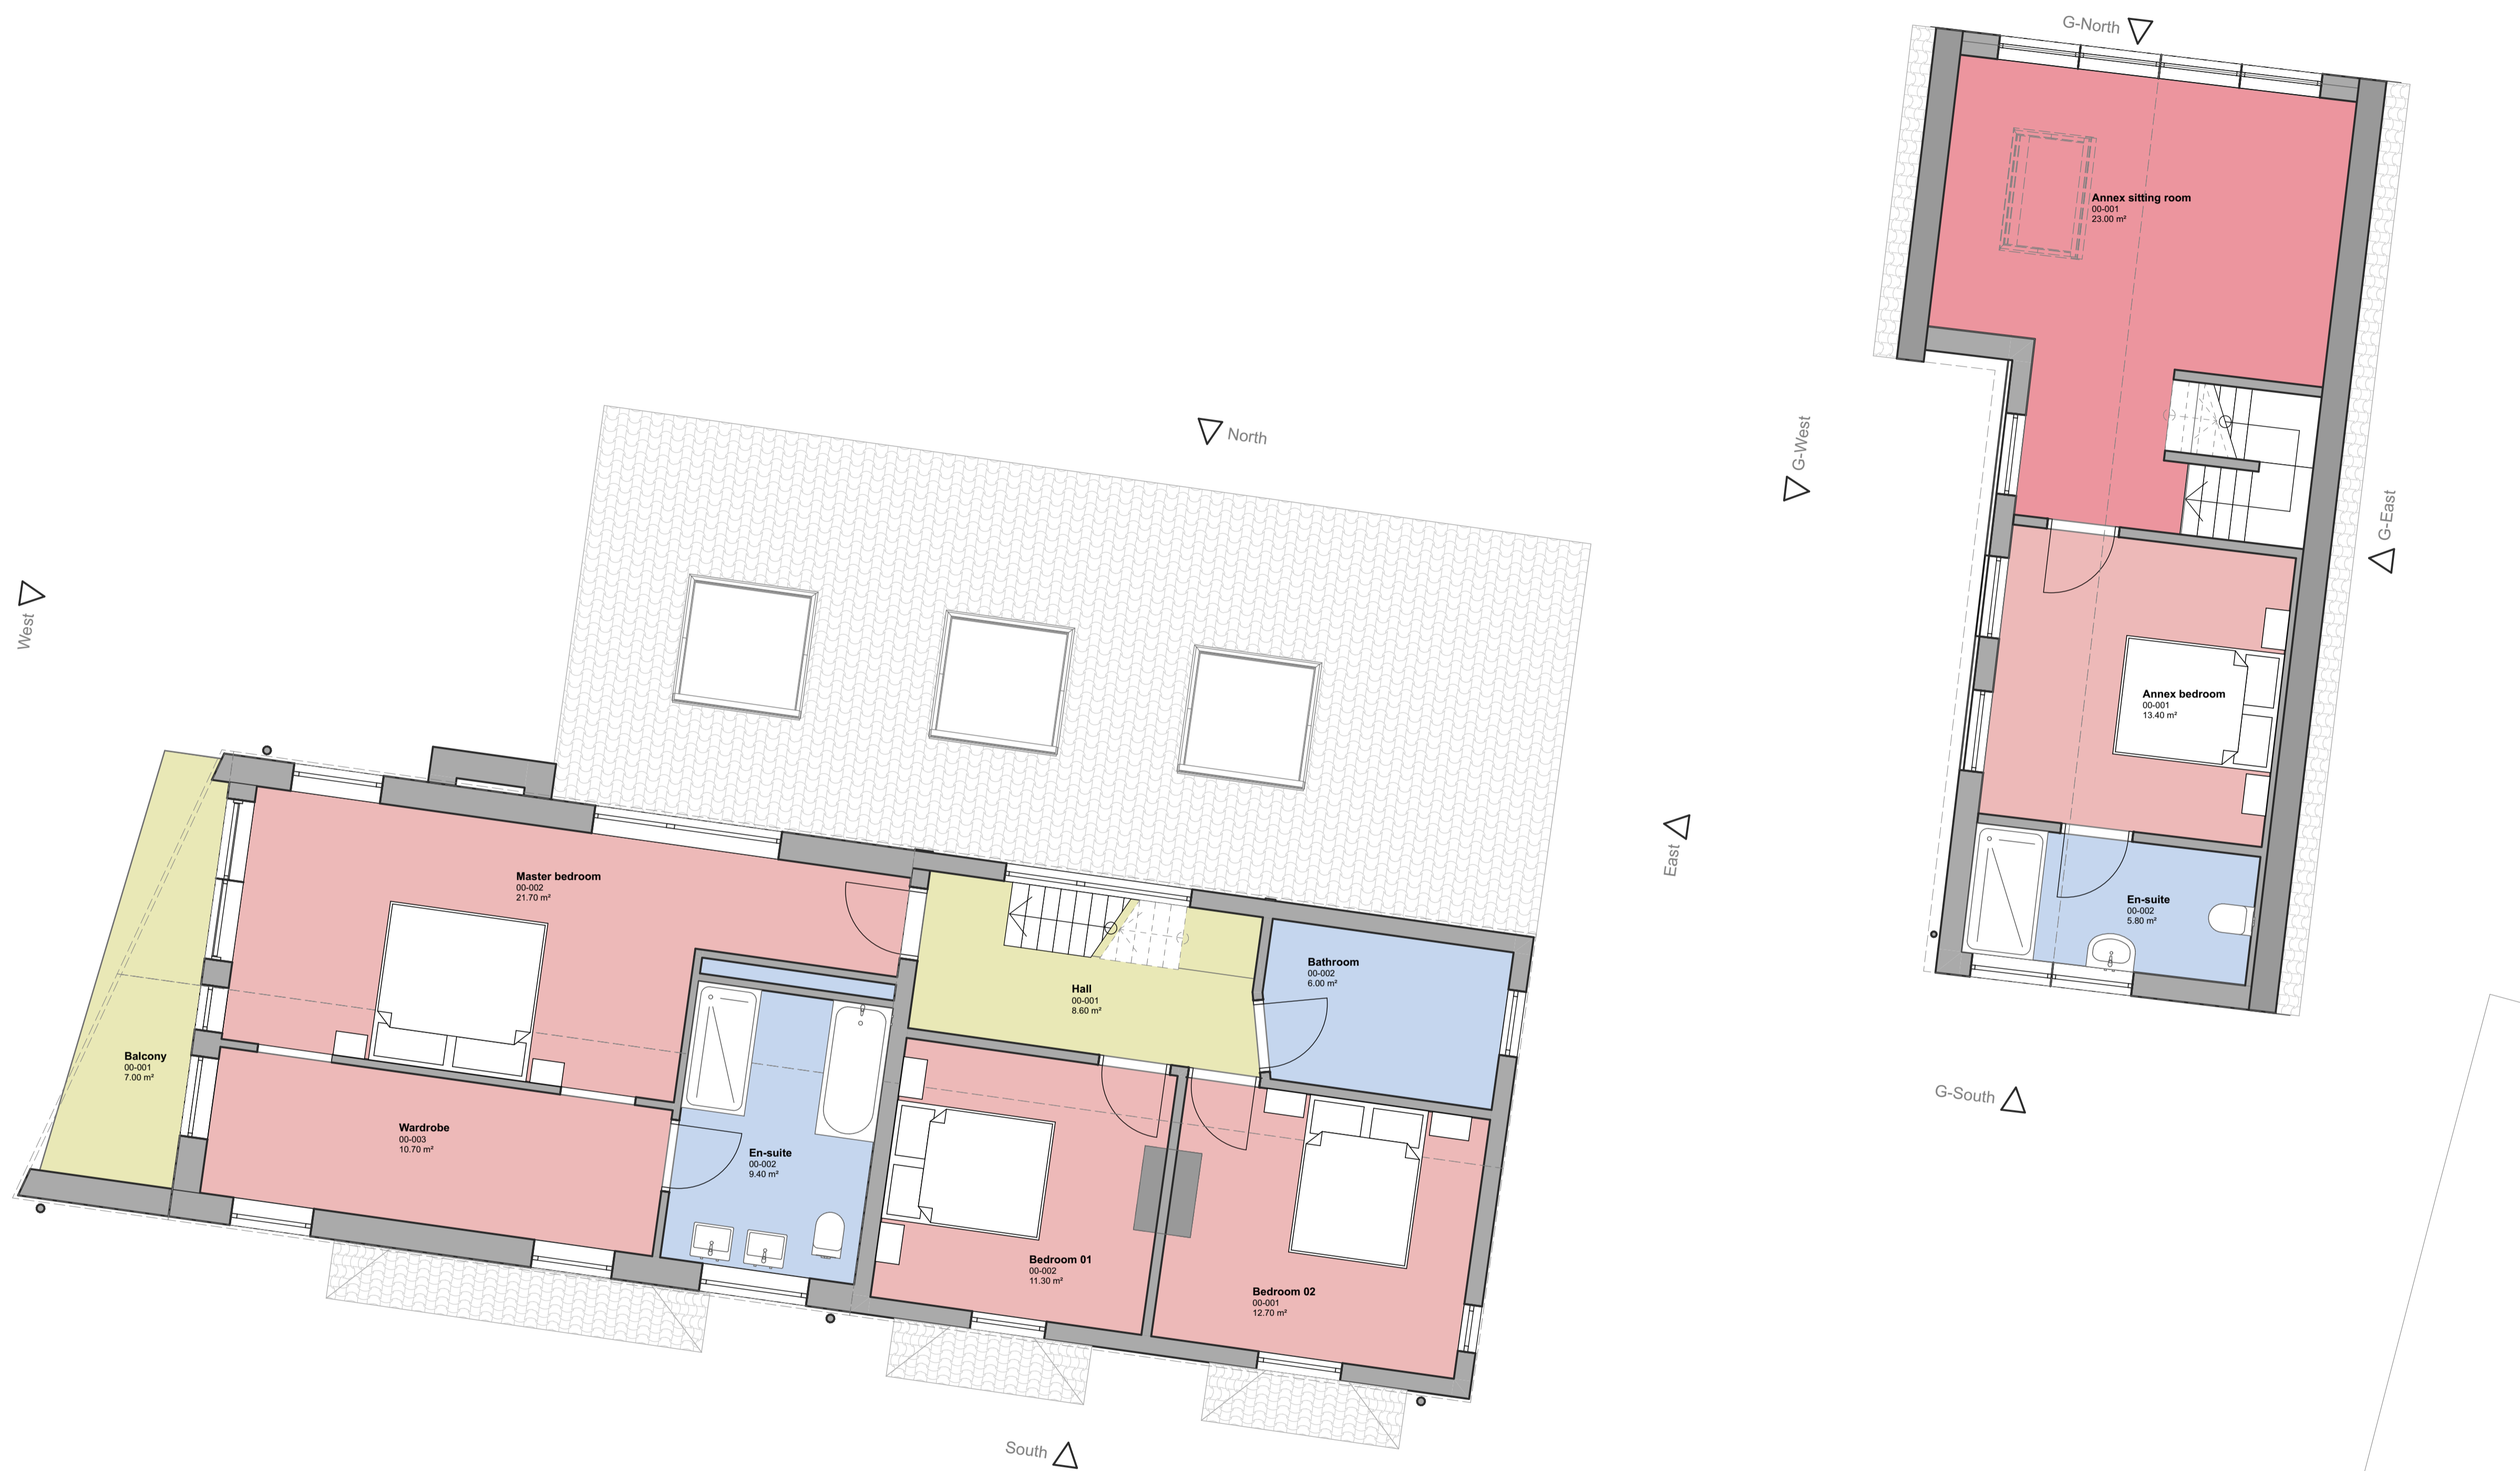 G-North
Annex sitting room
00-001
23.00 m²
North
G-West
G-East
West
Annex bedroom
00-001
13.40 m²
East
Master bedroom
00-002
21.70 m²
En-suite
00-002
5.80 m²
Bathroom
00-002
6.00 m²
Hall
00-001
8.60 m²
Balcony
00-001
7.00 m²
G-South
Wardrobe
00-003
10.70 m²
En-suite
00-002
9.40 m²
Bedroom 01
00-002
11.30 m²
Bedroom 02
00-001
12.70 m²
South